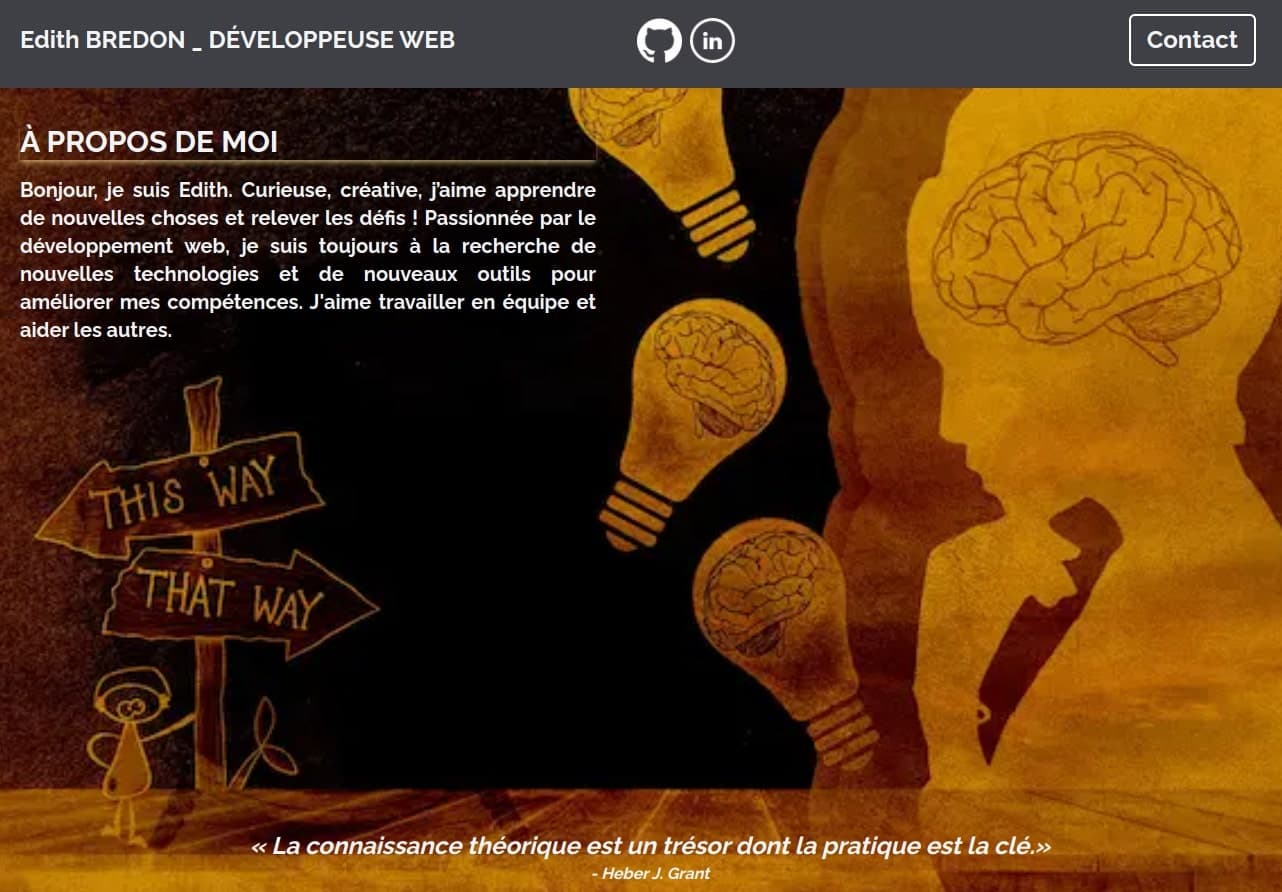 Edith BREDON _ DÉVELOPPEUSE WEB
in
Contact
À PROPOS DE MOI
Bonjour, je suis Edith. Curieuse, créative, j'aime apprendre
de nouvelles choses et relever les défis ! Passionnée par le
développement web, je suis toujours à la recherche de
nouvelles technologies et de nouveaux outils pour
améliorer mes compétences. J'aime travailler en équipe et
aider les autres.
THIS WAY
THAT WAY
« La connaissance théorique est un trésor dont la pratique est la clé.»
- Heber J. Grant